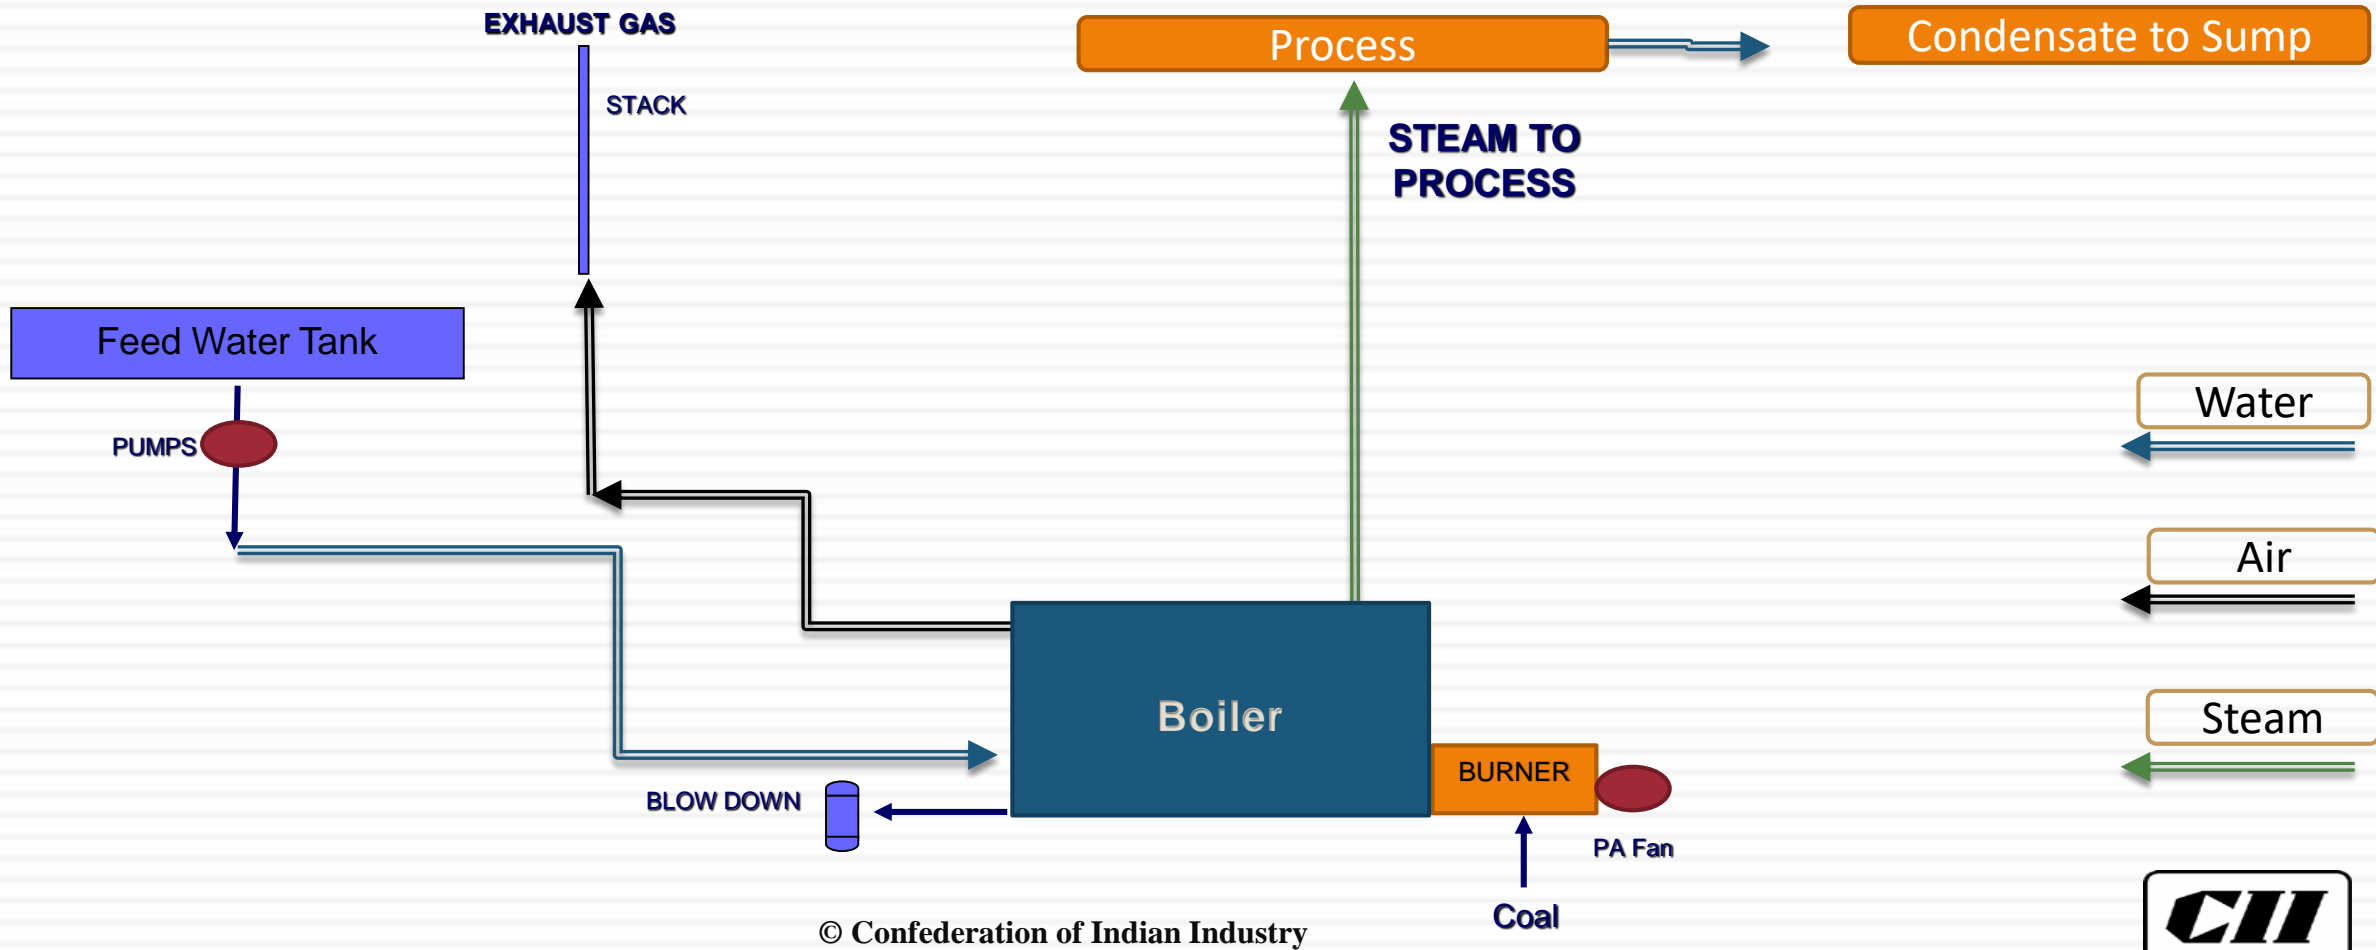 EXHAUST GAS
STACK
Process
Condensate to Sump
STEAM TO
PROCESS
Feed Water Tank
PUMPS
Water
Air
Steam
Boiler
BURNER
BLOW DOWN
PA Fan
Coal
© Confederation of Indian Industry
CII